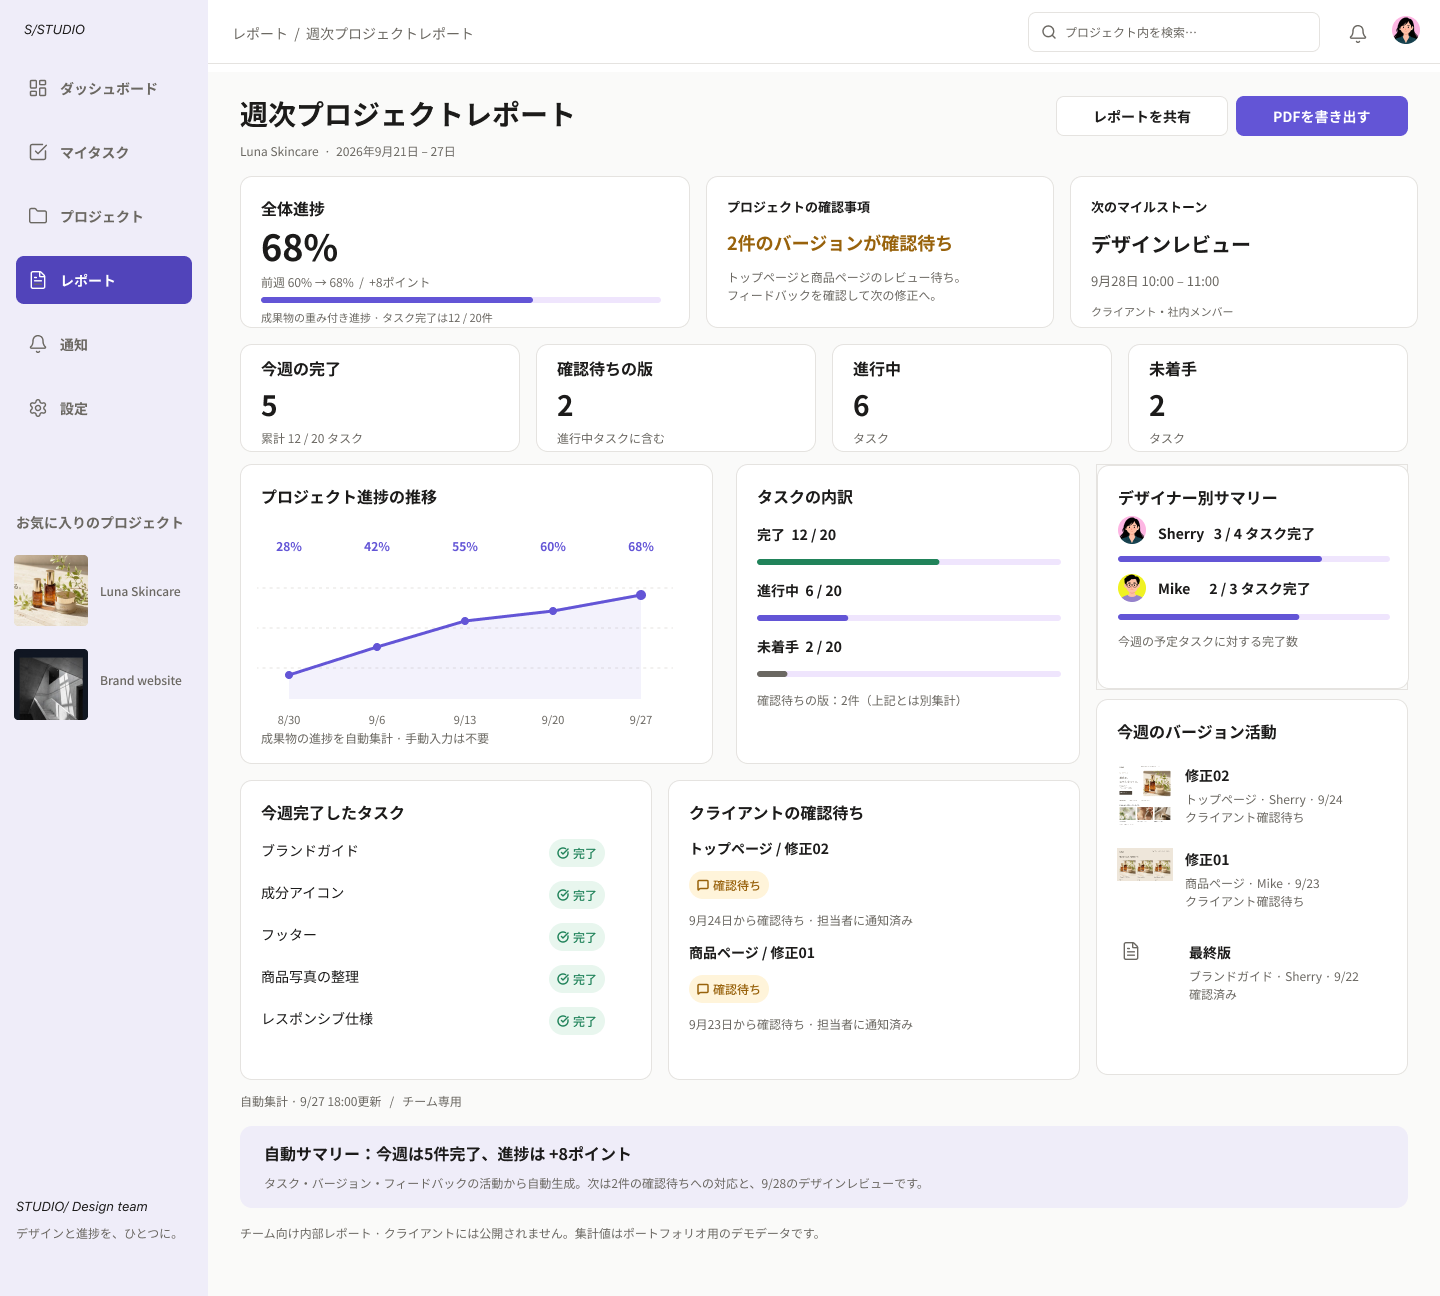 S/STUDIO
ダッシュボード
マイタスク
プロジェクト
レポート
通知
設定
お気に入りのプロジェクト
Luna Skincare
Brand website
STUDIO/ Design team
デザインと進捗を、ひとつに。
レポート / 週次プロジェクトレポート
プロジェクト内を検索…
週次プロジェクトレポート
Luna Skincare · 2026年9月21日 – 27日
レポートを共有
PDFを書き出す
全体進捗
68%
前週 60% → 68% / +8ポイント
成果物の重み付き進捗 · タスク完了は12 / 20件
プロジェクトの確認事項
2件のバージョンが確認待ち
トップページと商品ページのレビュー待ち。
フィードバックを確認して次の修正へ。
次のマイルストーン
デザインレビュー
9月28日 10:00 – 11:00
クライアント・社内メンバー
今週の完了
5
累計 12 / 20 タスク
確認待ちの版
2
進行中タスクに含む
進行中
6
タスク
未着手
2
タスク
プロジェクト進捗の推移
28% 42% 55% 60% 68%
8/30 9/6 9/13 9/20 9/27
成果物の進捗を自動集計 · 手動入力は不要
タスクの内訳
完了 12 / 20
進行中 6 / 20
未着手 2 / 20
確認待ちの版：2件（上記とは別集計）
デザイナー別サマリー
Sherry 3 / 4 タスク完了
Mike 2 / 3 タスク完了
今週の予定タスクに対する完了数
今週のバージョン活動
修正02
トップページ · Sherry · 9/24
クライアント確認待ち
修正01
商品ページ · Mike · 9/23
クライアント確認待ち
最終版
ブランドガイド · Sherry · 9/22
確認済み
今週完了したタスク
ブランドガイド 完了
成分アイコン 完了
フッター 完了
商品写真の整理 完了
レスポンシブ仕様 完了
クライアントの確認待ち
トップページ / 修正02
確認待ち
9月24日から確認待ち · 担当者に通知済み
商品ページ / 修正01
確認待ち
9月23日から確認待ち · 担当者に通知済み
自動集計 · 9/27 18:00更新 / チーム専用
自動サマリー：今週は5件完了、進捗は +8ポイント
タスク・バージョン・フィードバックの活動から自動生成。次は2件の確認待ちへの対応と、9/28のデザインレビューです。
チーム向け内部レポート · クライアントには公開されません。集計値はポートフォリオ用のデモデータです。